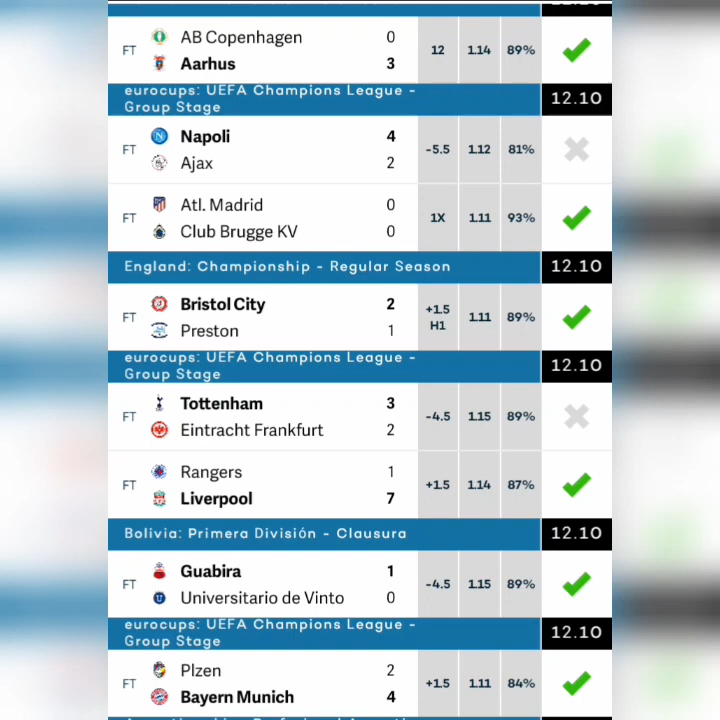 FT AB Copenhagen 0 12 1.14 89%
Aarhus 3
eurocups: UEFA Champions League -
Group Stage 12.10
FT Napoli 4 -5.5 1.12 81%
Ajax 2
FT Atl. Madrid 0 1X 1.11 93%
Club Brugge KV 0
England: Championship - Regular Season 12.10
FT Bristol City 2 +1.5 H1 1.11 89%
Preston 1
eurocups: UEFA Champions League -
Group Stage 12.10
FT Tottenham 3 -4.5 1.15 89%
Eintracht Frankfurt 2
FT Rangers 1 +1.5 1.14 87%
Liverpool 7
Bolivia: Primera División - Clausura 12.10
FT Guabira 1 -4.5 1.15 89%
Universitario de Vinto 0
eurocups: UEFA Champions League -
Group Stage 12.10
FT Plzen 2 +1.5 1.11 84%
Bayern Munich 4